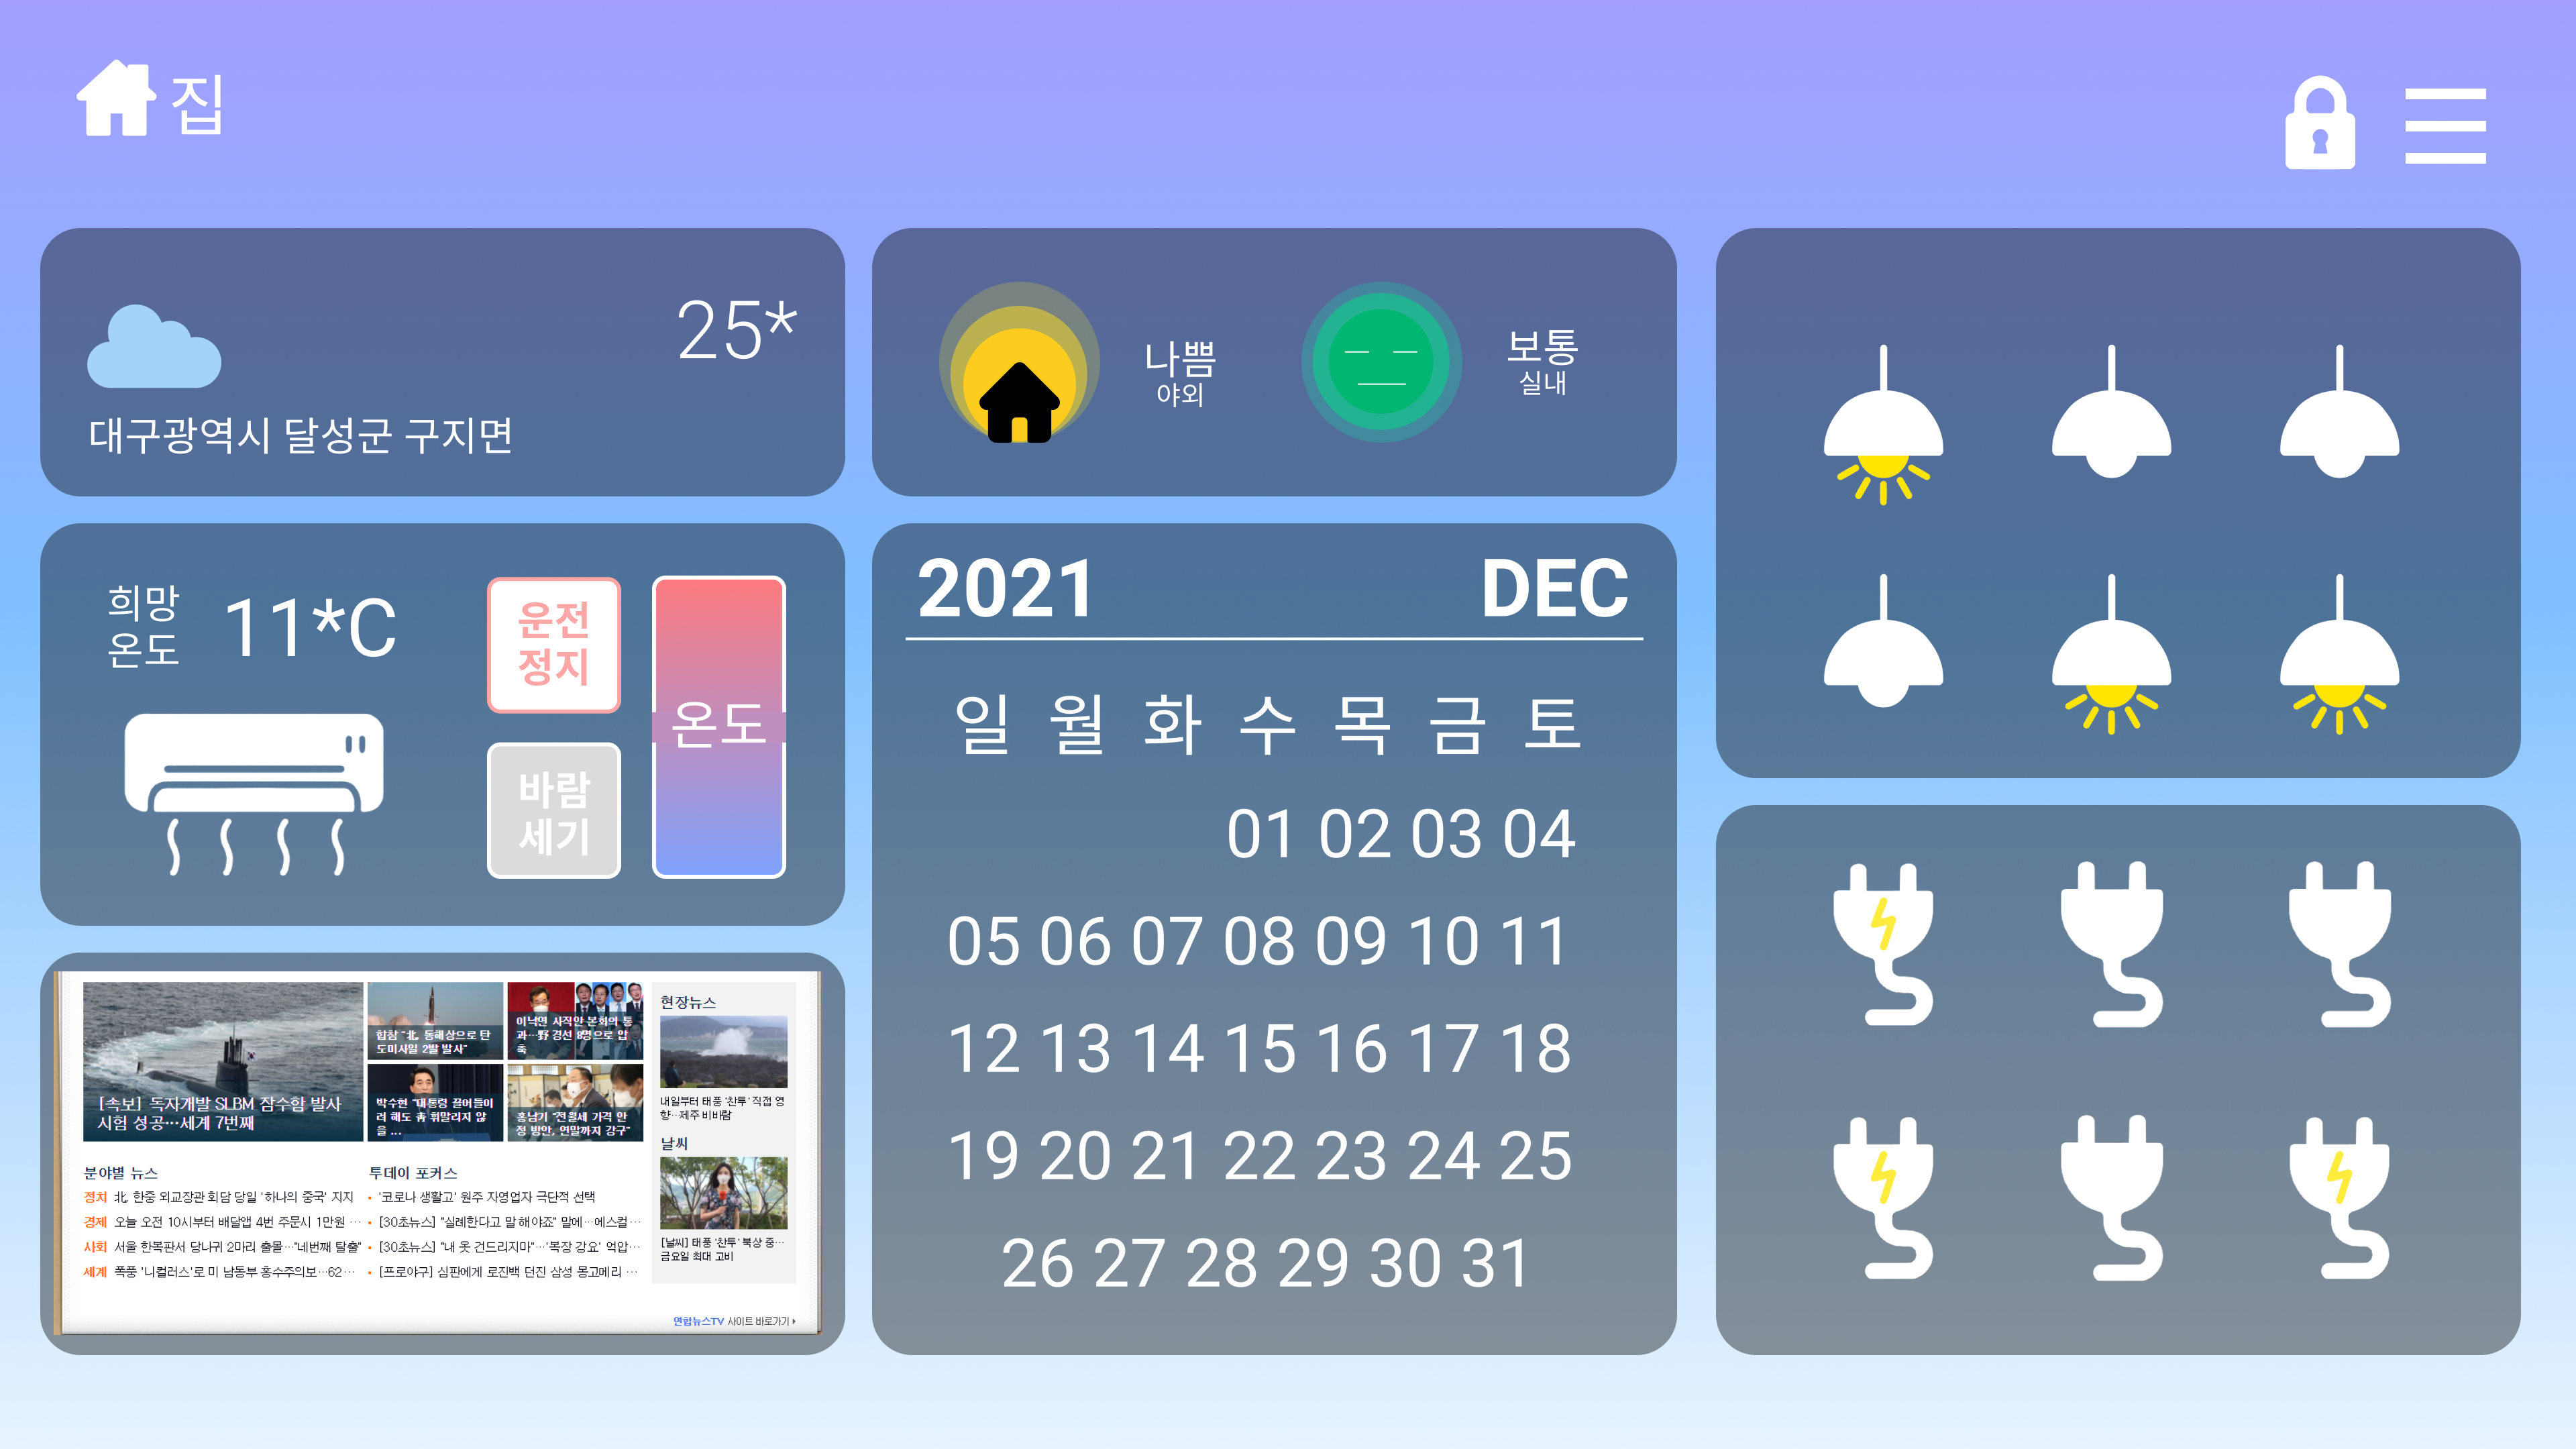 집
25*
대구광역시 달성군 구지면
나쁨
야외
보통
실내
희망
온도
11*C
운전
정지
바람
세기
온도
2021 DEC
일 월 화 수 목 금 토
01 02 03 04
05 06 07 08 09 10 11
12 13 14 15 16 17 18
19 20 21 22 23 24 25
26 27 28 29 30 31
[속보] 독자개발 SLBM 잠수함 발사
시험 성공…세계 7번째
합참 "北, 동해상으로 탄
도미사일 2발 발사"
이낙연 사직안 본회의 통
과…野 경선 8명으로 압
축
박수현 "대통령 끌어들이
려 해도 靑 휘말리지 않
을 ...
홍남기 "전월세 가격 안
정 방안, 연말까지 강구"
현장뉴스
내일부터 태풍 '찬투' 직접 영
향…제주 비바람
날씨
[날씨] 태풍 '찬투' 북상 중…
금요일 최대 고비
분야별 뉴스
정치 北, 한중 외교장관 회담 당일 '하나의 중국' 지지
경제 오늘 오전 10시부터 배달앱 4번 주문시 1만원 …
사회 서울 한복판서 당나귀 2마리 출몰…"네번째 탈출"
세계 폭풍 '니컬러스'로 미 남동부 홍수주의보…62…
투데이 포커스
• '코로나 생활고' 원주 자영업자 극단적 선택
• [30초뉴스] "실례한다고 말 해야죠" 말에…에스컬…
• [30초뉴스] "내 옷 건드리지마"…'복장 강요' 억압…
• [프로야구] 심판에게 로진백 던진 삼성 몽고메리 …
연합뉴스TV 사이트 바로가기